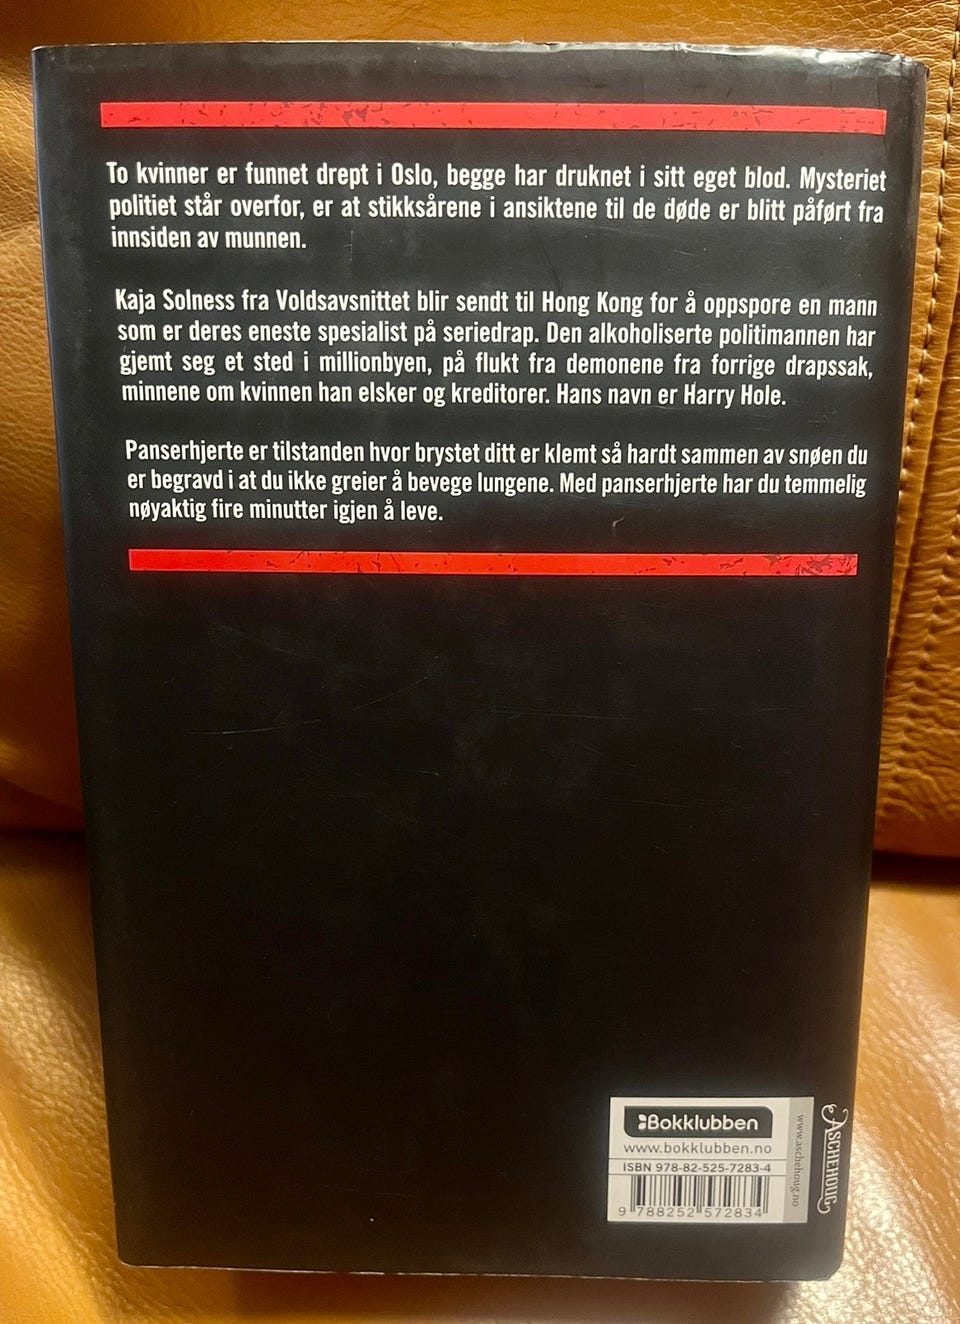 To kvinner er funnet drept i Oslo, begge har druknet i sitt eget blod. Mysteriet
politiet står overfor, er at stikksårene i ansiktene til de døde er blitt påført fra
innsiden av munnen.
Kaja Solness fra Voldsavsnittet blir sendt til Hong Kong for å oppspore en mann
som er deres eneste spesialist på seriedrap. Den alkoholiserte politimannen har
gjemt seg et sted i millionbyen, på flukt fra demonene fra forrige drapssak,
minnene om kvinnen han elsker og kreditorer. Hans navn er Harry Hole.
Panserhjerte er tilstanden hvor brystet ditt er klemt så hardt sammen av snøen du
er begravd i at du ikke greier å bevege lungene. Med panserhjerte har du temmelig
nøyaktig fire minutter igjen å leve.
Bokklubben
www.bokklubben.no
ISBN 978-82-525-7283-4
9 788252 572834
www.aschehoug.no
ASCHEHOUG